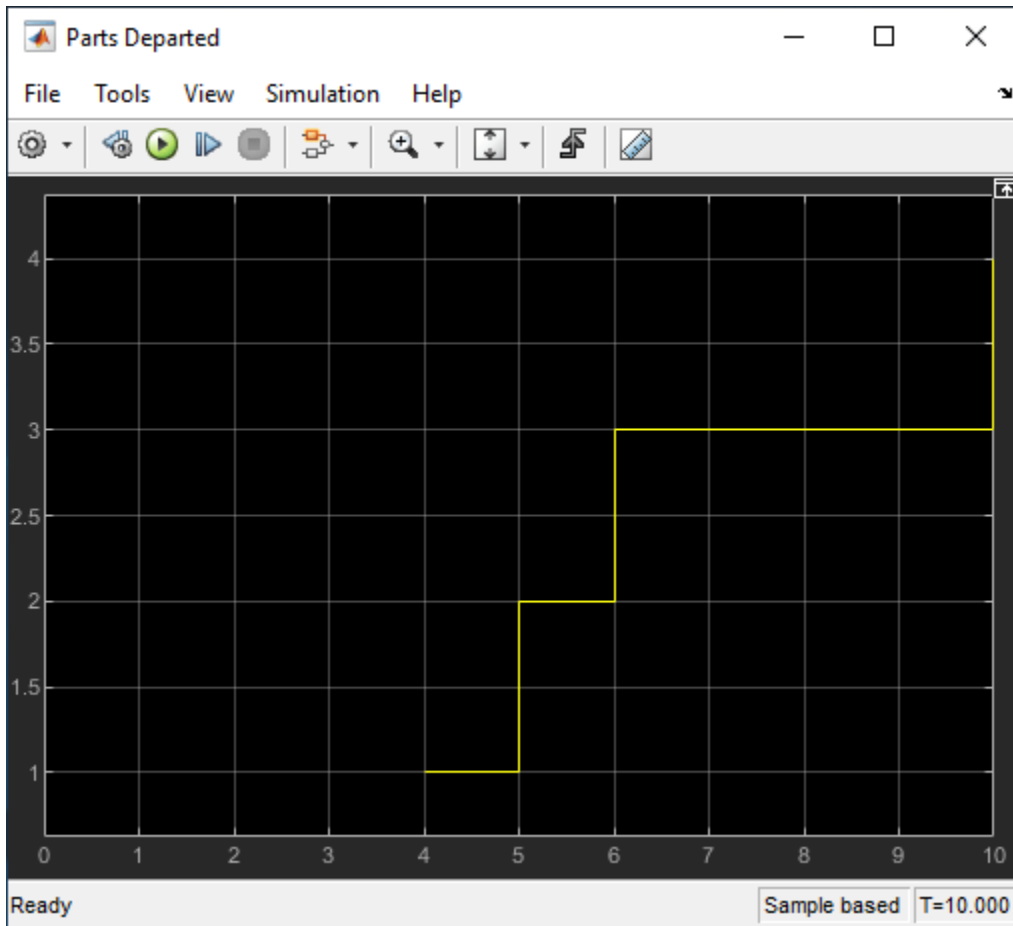 Parts Departed
File Tools View Simulation Help
4
3.5
3
2.5
2
1.5
1
0 1 2 3 4 5 6 7 8 9 10
Ready Sample based T=10.000